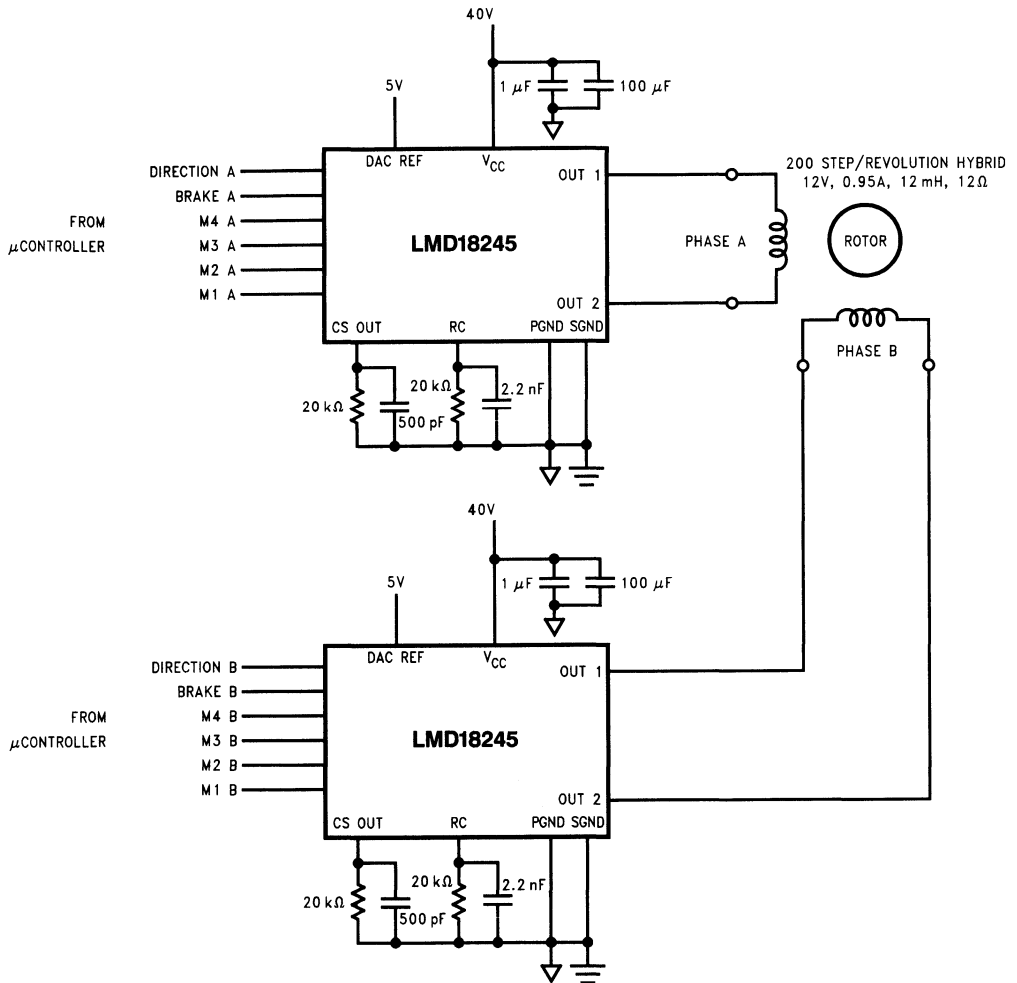 40V
1 μF
100 μF
5V
DAC REF
VCC
DIRECTION A
BRAKE A
M4 A
M3 A
M2 A
M1 A
FROM
μCONTROLLER
LMD18245
OUT 1
OUT 2
CS OUT
RC
PGND
SGND
20 kΩ
500 pF
20 kΩ
2.2 nF
200 STEP/REVOLUTION HYBRID
12V, 0.95A, 12 mH, 12Ω
PHASE A
ROTOR
PHASE B
40V
1 μF
100 μF
5V
DAC REF
VCC
DIRECTION B
BRAKE B
M4 B
M3 B
M2 B
M1 B
FROM
μCONTROLLER
LMD18245
OUT 1
OUT 2
CS OUT
RC
PGND
SGND
20 kΩ
500 pF
20 kΩ
2.2 nF